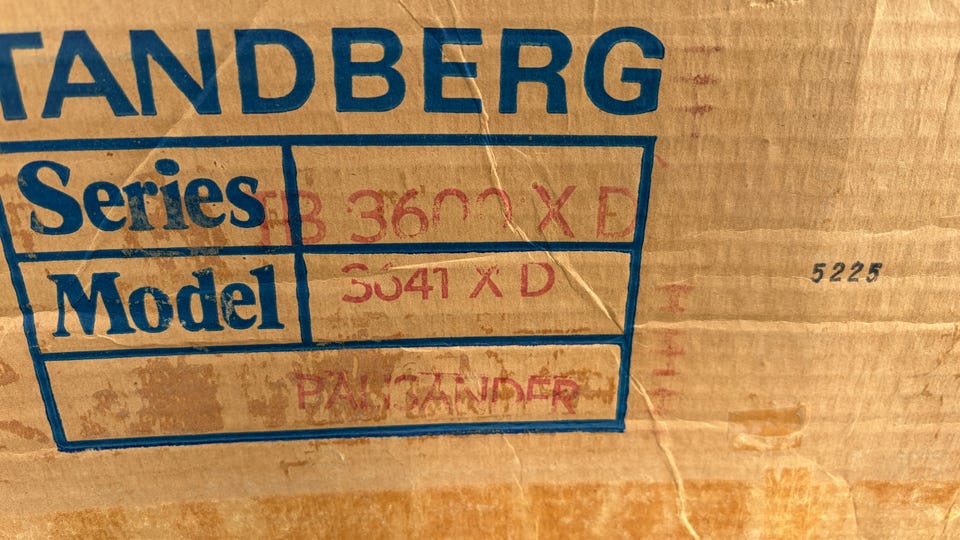 TANDBERG
Series TB 3600 X D
Model 3641 X D
PALISANDER
5225